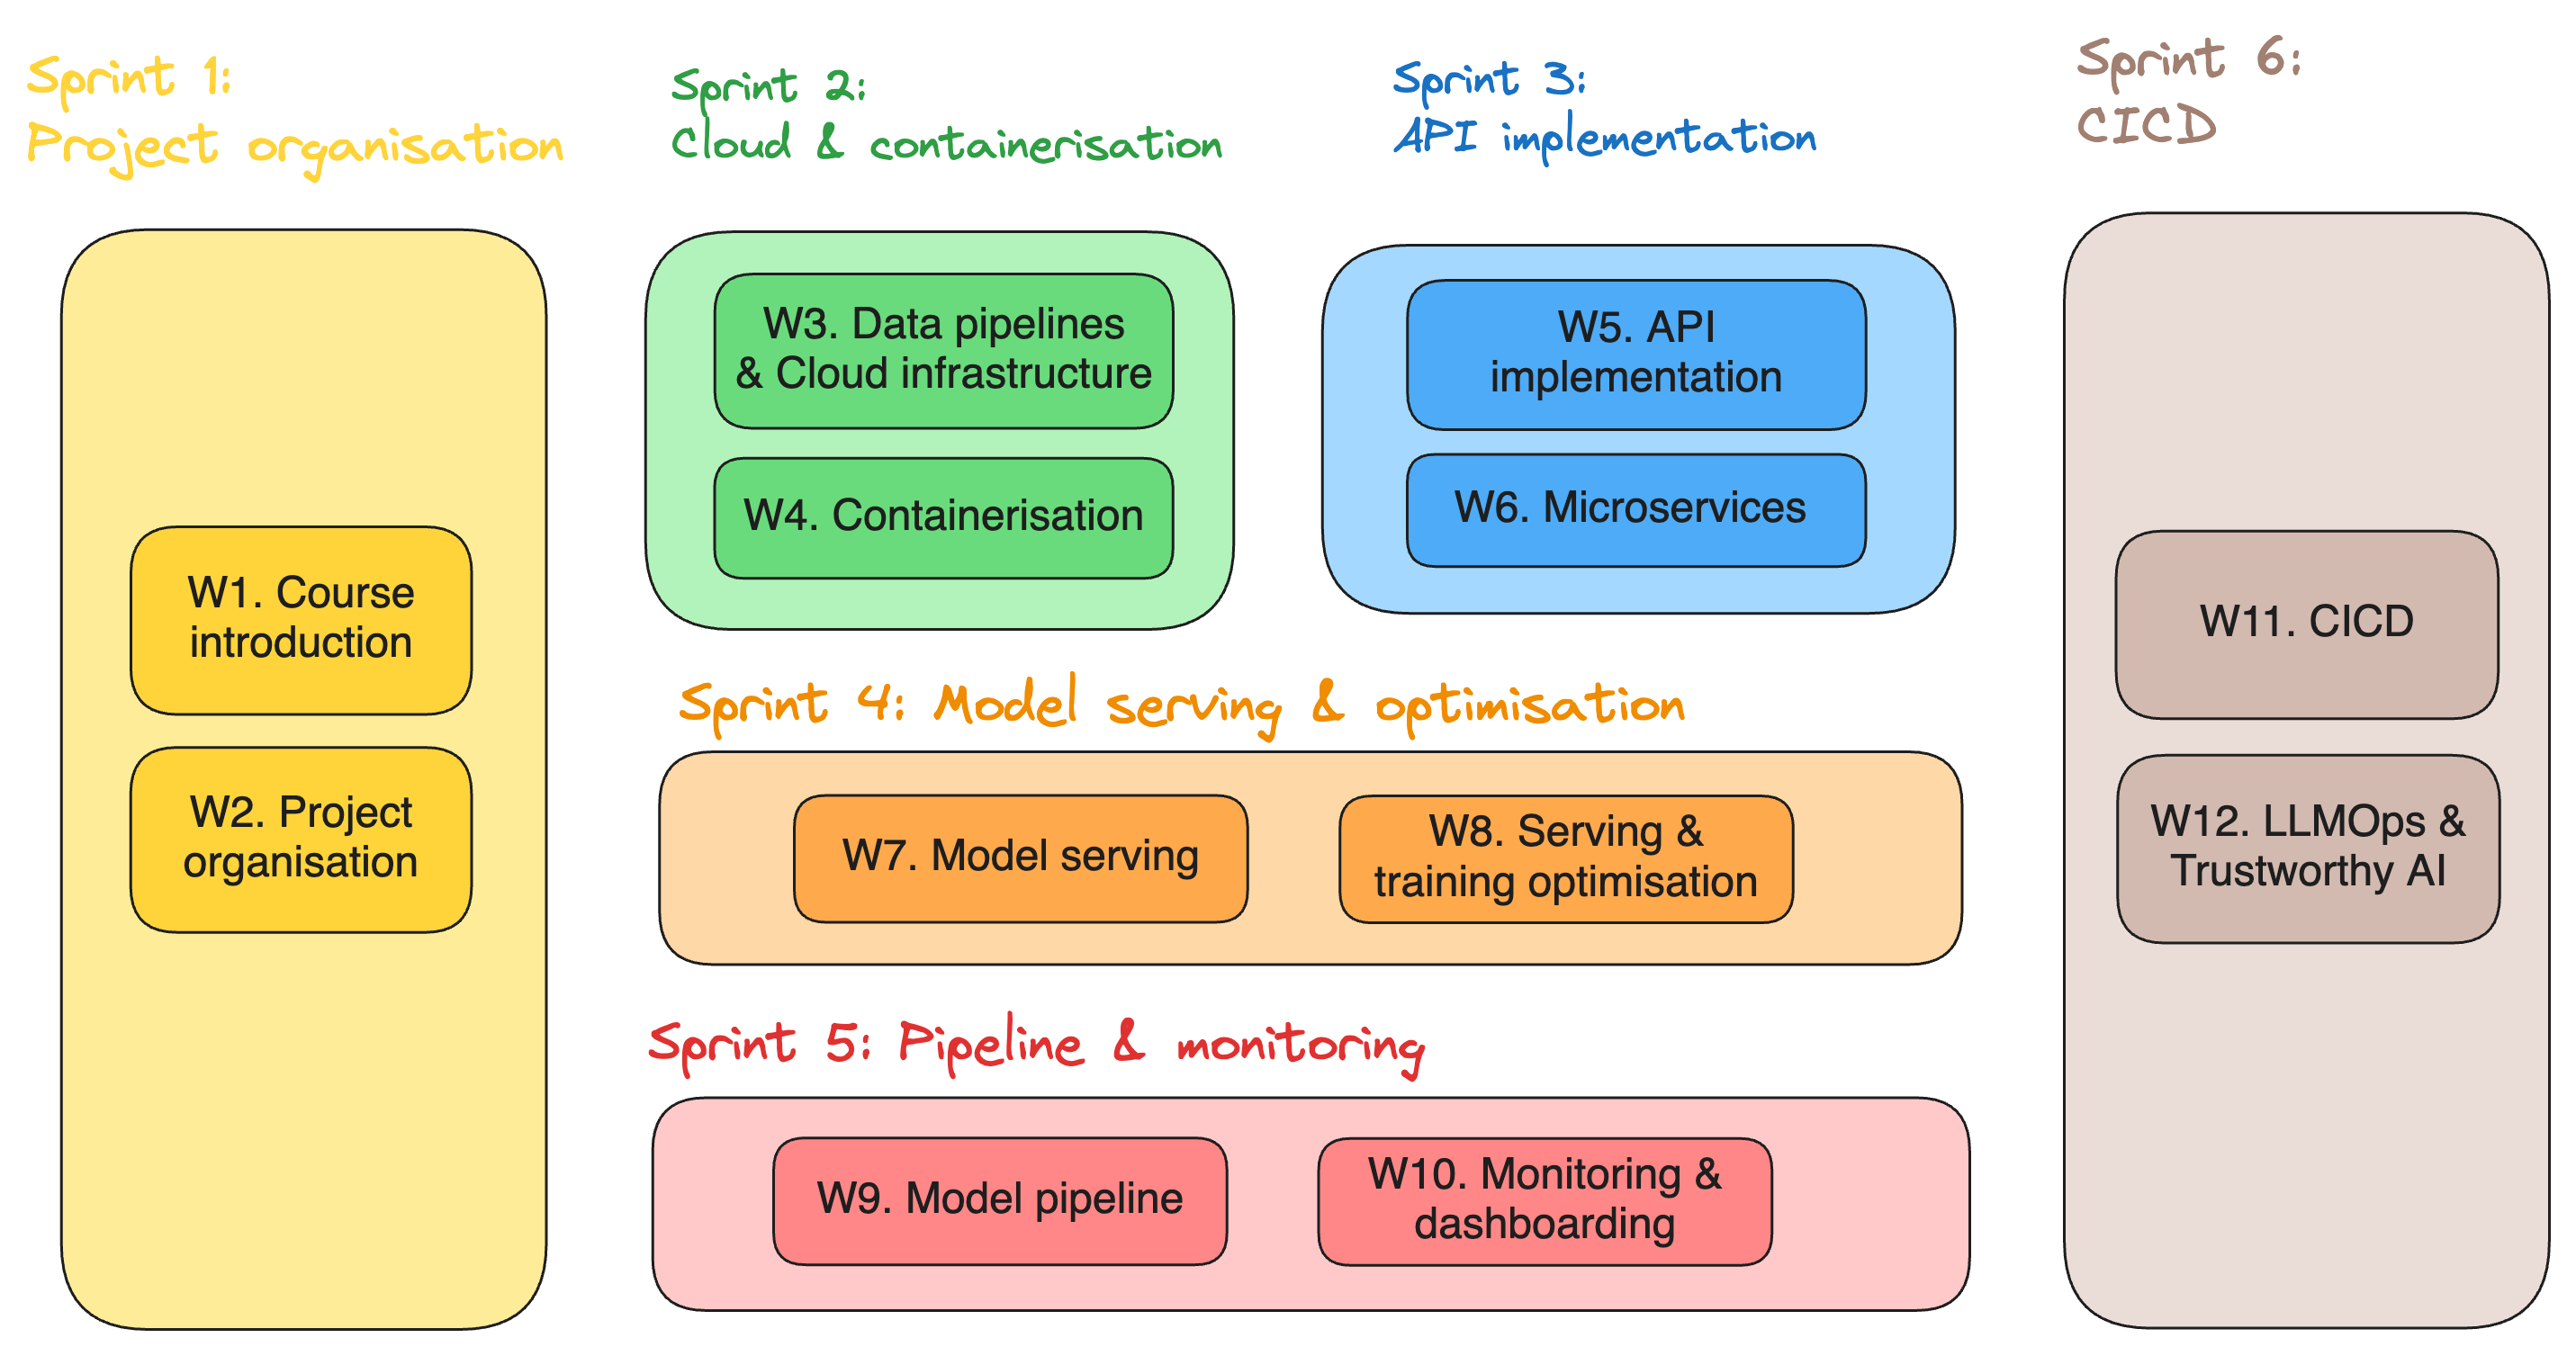 Sprint 1:
Project organisation
W1. Course
introduction
W2. Project
organisation
Sprint 2:
Cloud & containerisation
W3. Data pipelines
& Cloud infrastructure
W4. Containerisation
Sprint 3:
API implementation
W5. API
implementation
W6. Microservices
Sprint 4: Model serving & optimisation
W7. Model serving
W8. Serving &
training optimisation
Sprint 5: Pipeline & monitoring
W9. Model pipeline
W10. Monitoring &
dashboarding
Sprint 6:
CICD
W11. CICD
W12. LLMOps &
Trustworthy AI